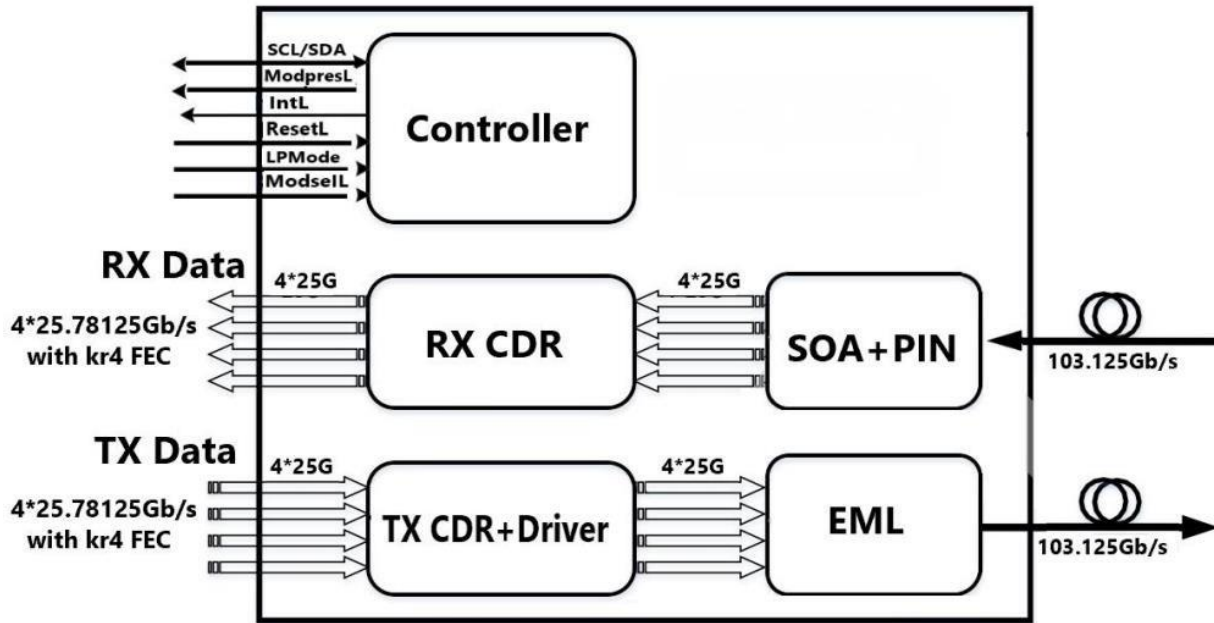 SCL/SDA
ModpresL
IntL
ResetL
LPMode
ModseIL
Controller
RX Data
4*25G
4*25G
4*25.78125Gb/s
with kr4 FEC
RX CDR
SOA+PIN
103.125Gb/s
TX Data
4*25G
4*25G
4*25.78125Gb/s
with kr4 FEC
TX CDR+Driver
EML
103.125Gb/s